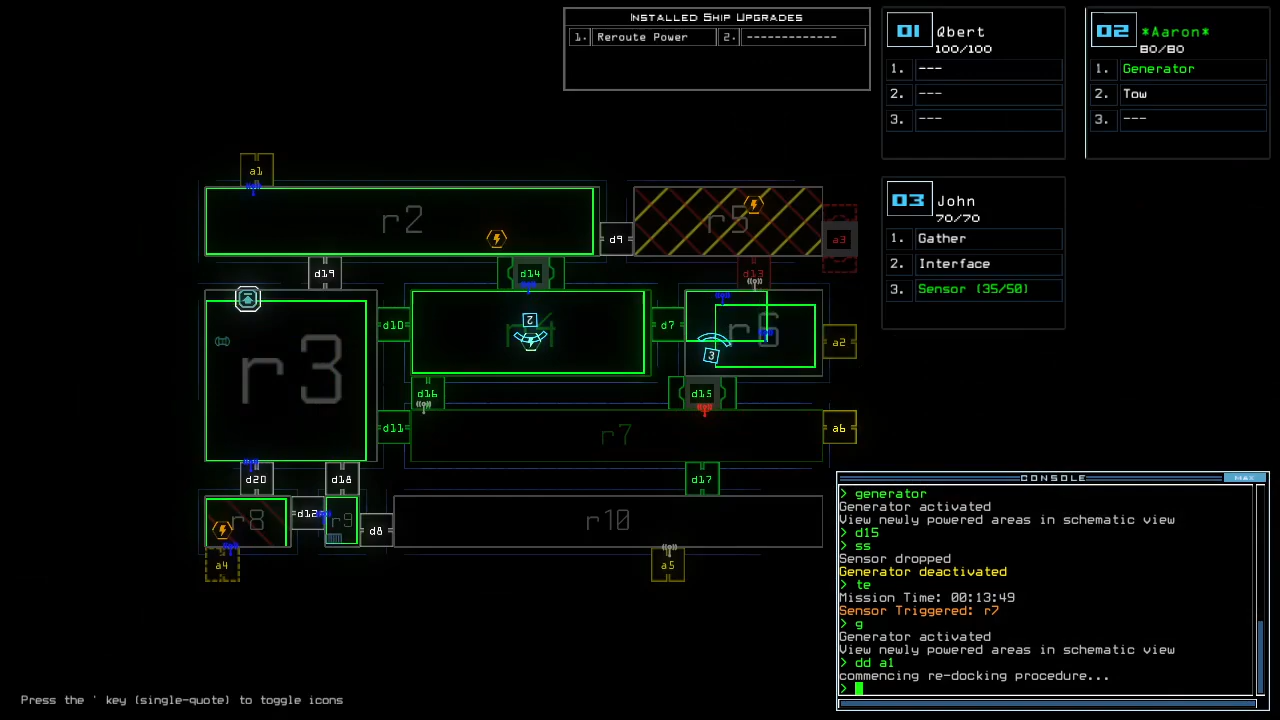 Installed Ship Upgrades
1. Reroute Power 2. -------------
01 Qbert
100/100
1. ---
2. ---
3. ---
02 *Aaron*
80/80
1. Generator
2. Tow
3. ---
03 John
70/70
1. Gather
2. Interface
3. Sensor (35/50)
a1
r2
r5
d9
a3
d19
d14
d13
r3
d10
2
r4
d7
3
r6
a2
d16
d15
d11
r7
a6
d20
d18
d17
r8
d12
r9
d8
r10
a4
a5
CONSOLE
MAX
> generator
Generator activated
View newly powered areas in schematic view
> d15
> ss
Sensor dropped
Generator deactivated
> te
Mission Time: 00:13:49
Sensor Triggered: r7
> g
Generator activated
View newly powered areas in schematic view
> dd a1
commencing re-docking procedure...
>
Press the ' key (single-quote) to toggle icons